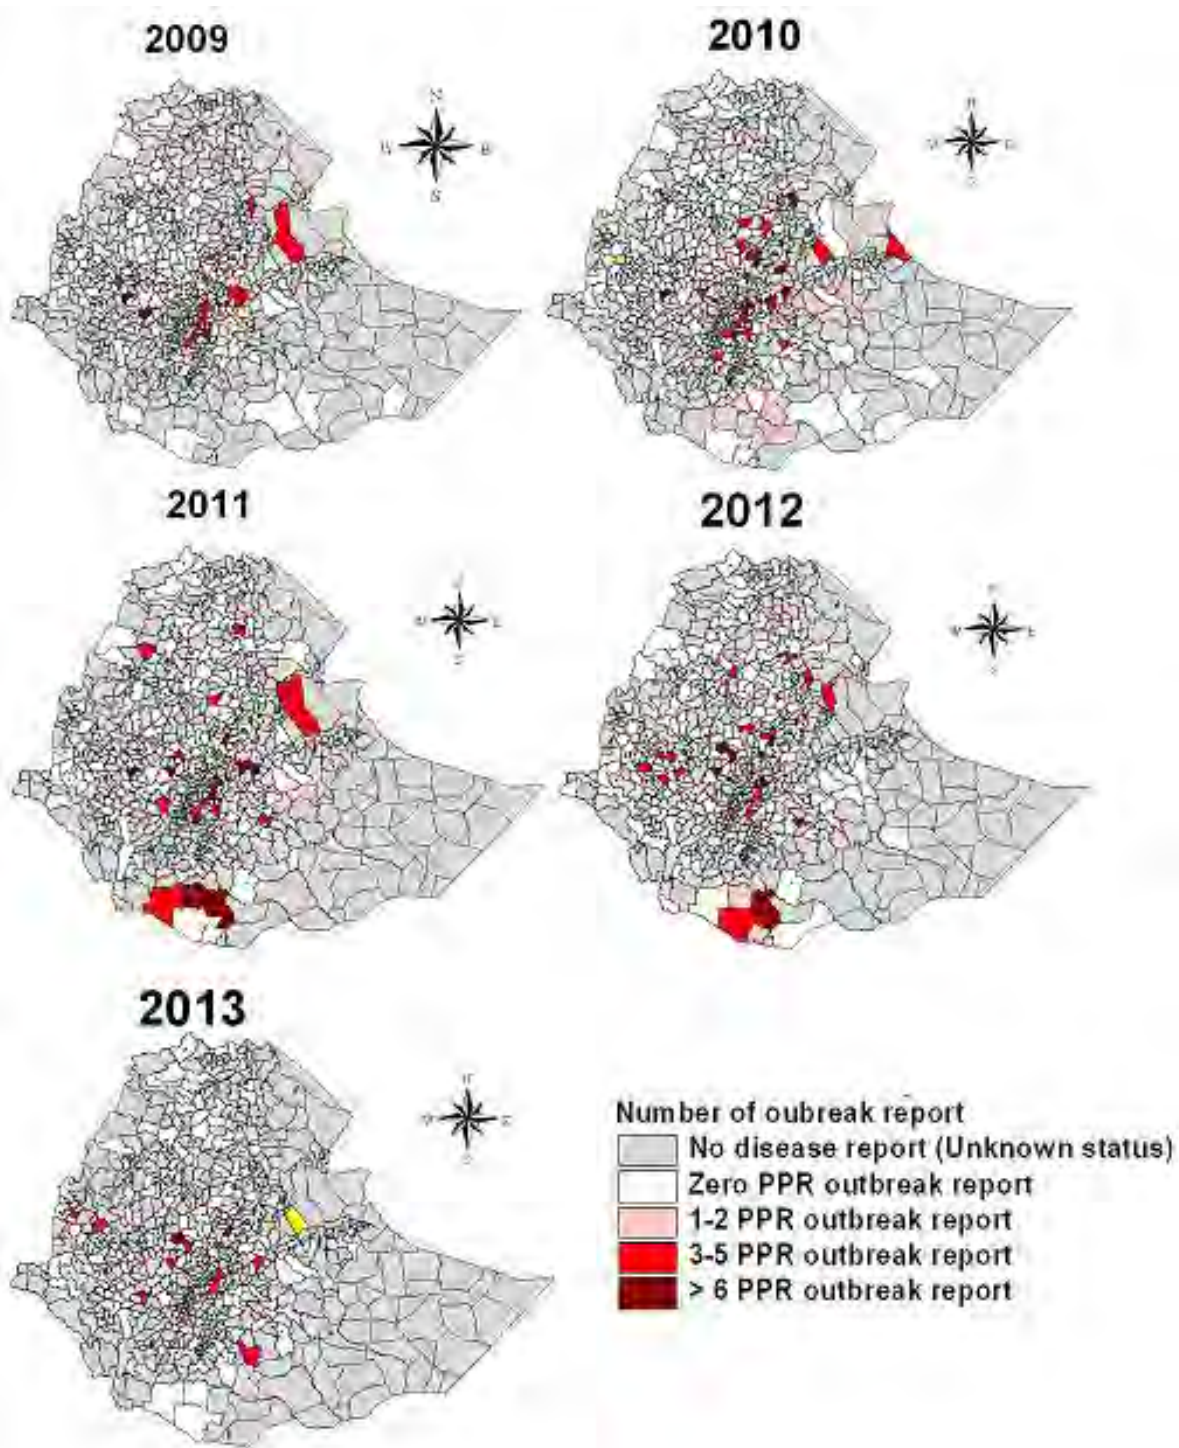 2009
2010
N
S
2011
2012
2013
Number of oubreak report
No disease report (Unknown status)
Zero PPR outbreak report
1-2 PPR outbreak report
3-5 PPR outbreak report
> 6 PPR outbreak report